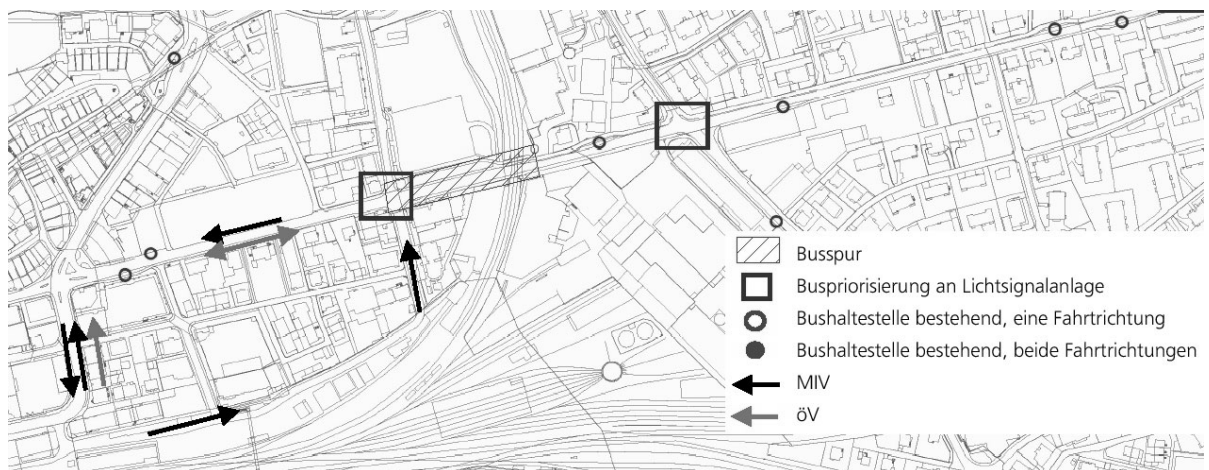 Busspur
Buspriorisierung an Lichtsignalanlage
Bushaltestelle bestehend, eine Fahrtrichtung
Bushaltestelle bestehend, beide Fahrtrichtungen
MIV
öV